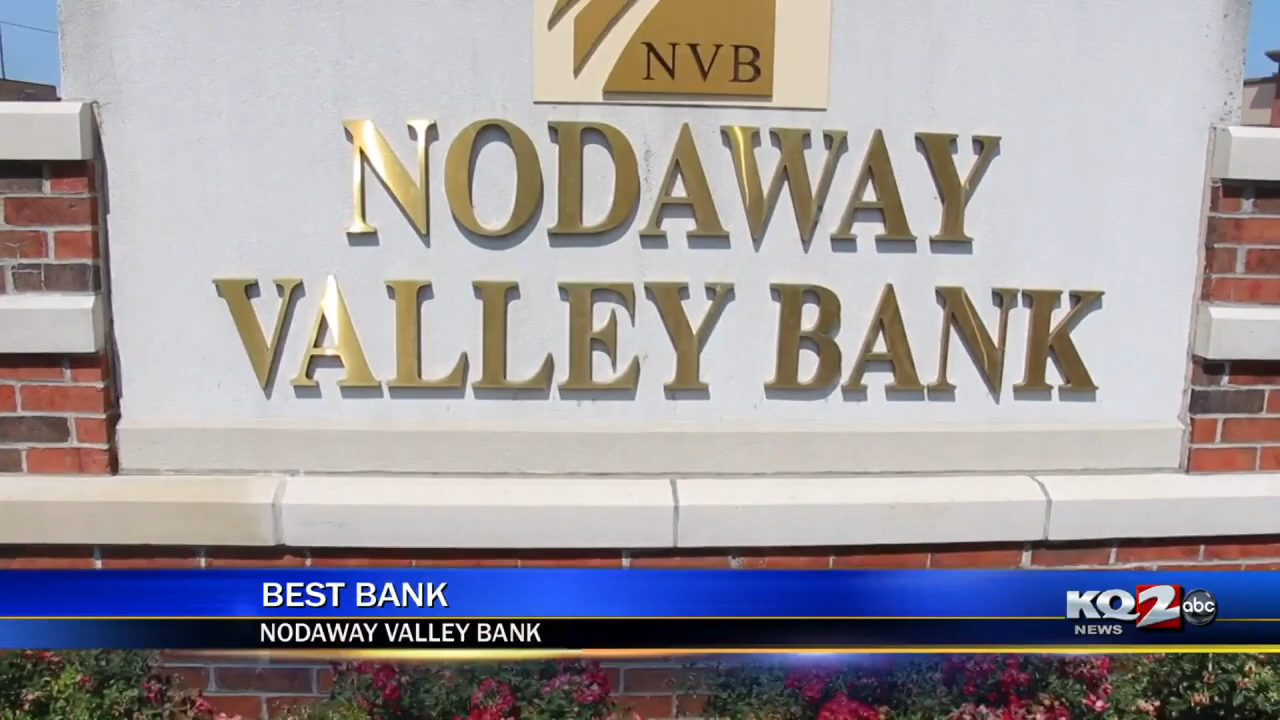 NVB
NODAWAY
VALLEY BANK
BEST BANK
NODAWAY VALLEY BANK
KQ2 abc
NEWS